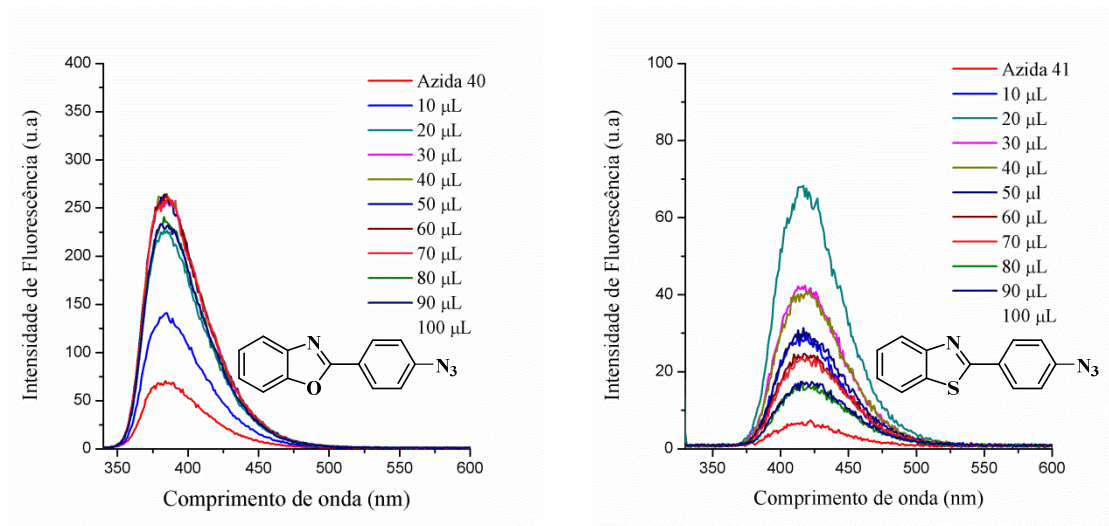 Intensidade de Fluorescência (u.a)
400
350
300
250
200
150
100
50
0
350
400
450
500
550
600
Comprimento de onda (nm)
Azida 40
10 μL
20 μL
30 μL
40 μL
50 μL
60 μL
70 μL
80 μL
90 μL
100 μL
N
O
N3
Intensidade de Fluorescência (u.a)
100
80
60
40
20
0
350
400
450
500
550
600
Comprimento de onda (nm)
Azida 41
10 μL
20 μL
30 μL
40 μL
50 μl
60 μL
70 μL
80 μL
90 μL
100 μL
N
S
N3